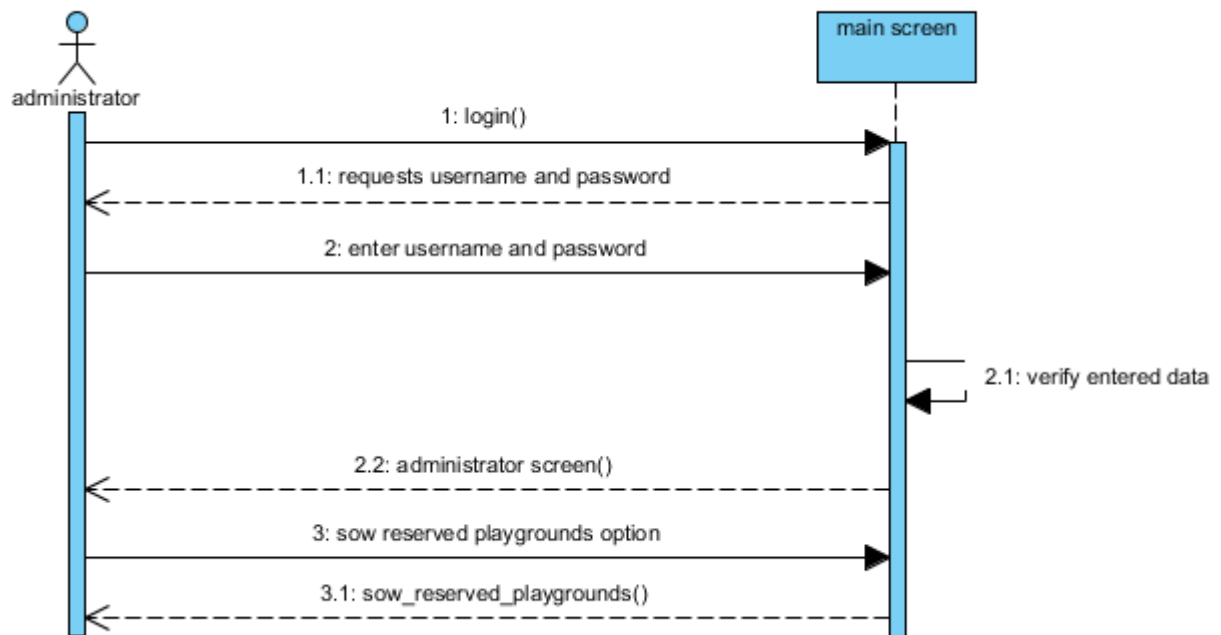 main screen
administrator
1: login()
1.1: requests username and password
2: enter username and password
2.1: verify entered data
2.2: administrator screen()
3: sow reserved playgrounds option
3.1: sow_reserved_playgrounds()